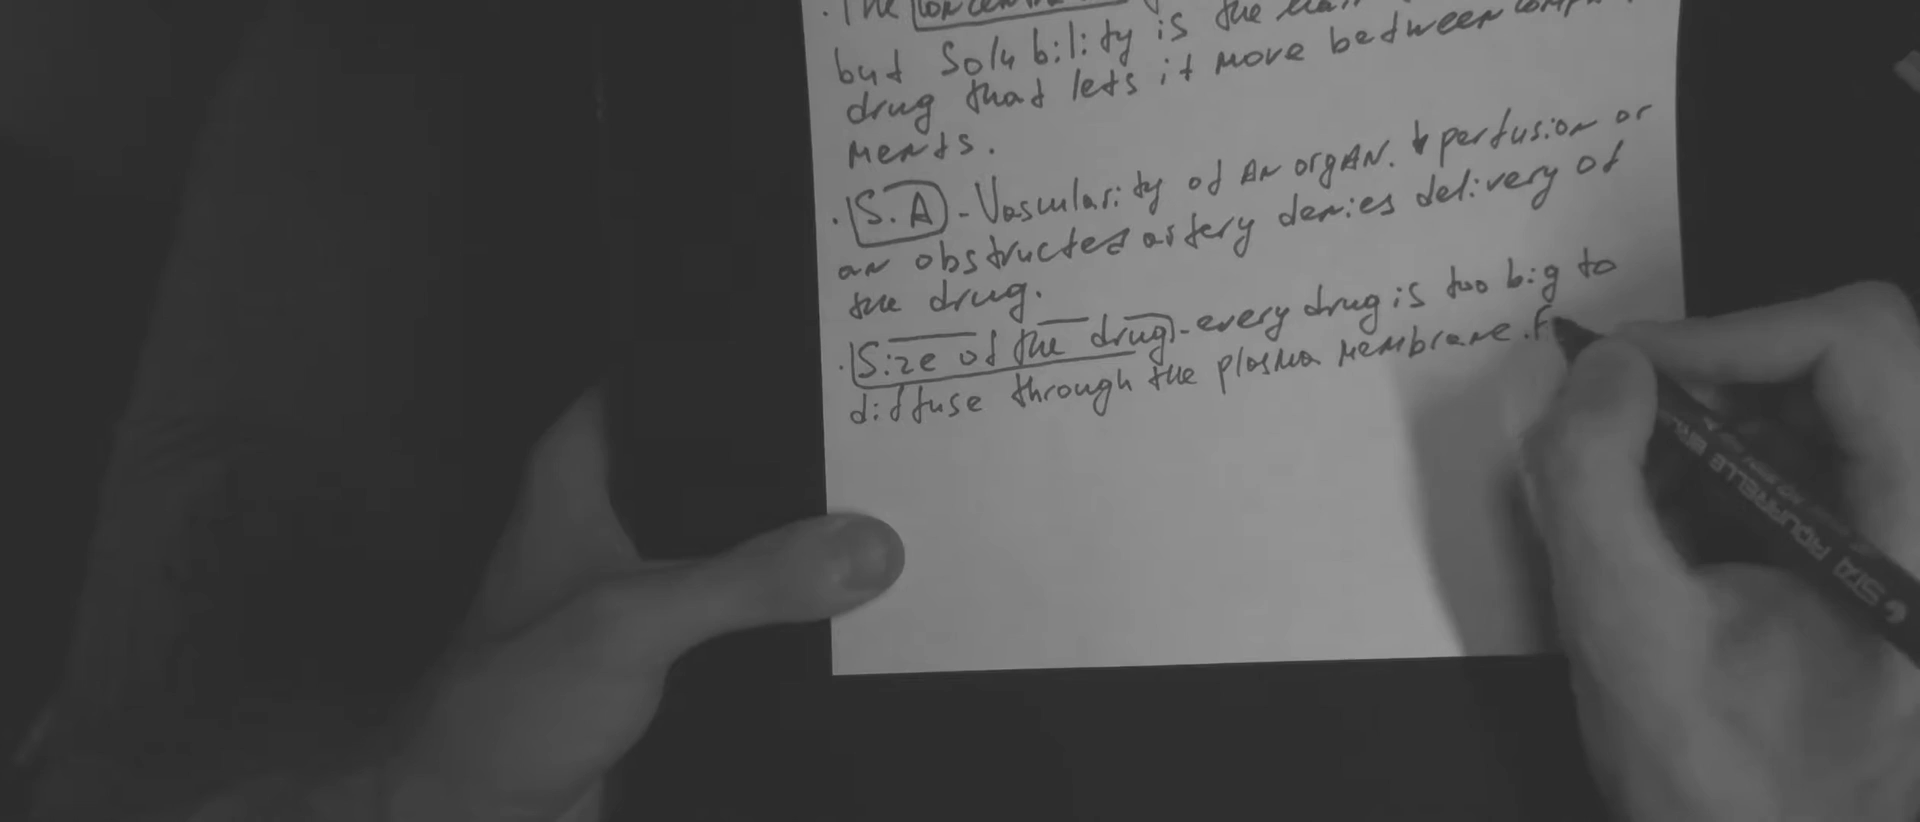 . The
but Solubility is the
drug that lets it move between
ments.
. S.A - Vascularity of an organ. ↓ perfusion or
an obstructed artery denies delivery of
the drug.
. Size of the drug - every drug is too big to
diffuse through the plasma membrane. F